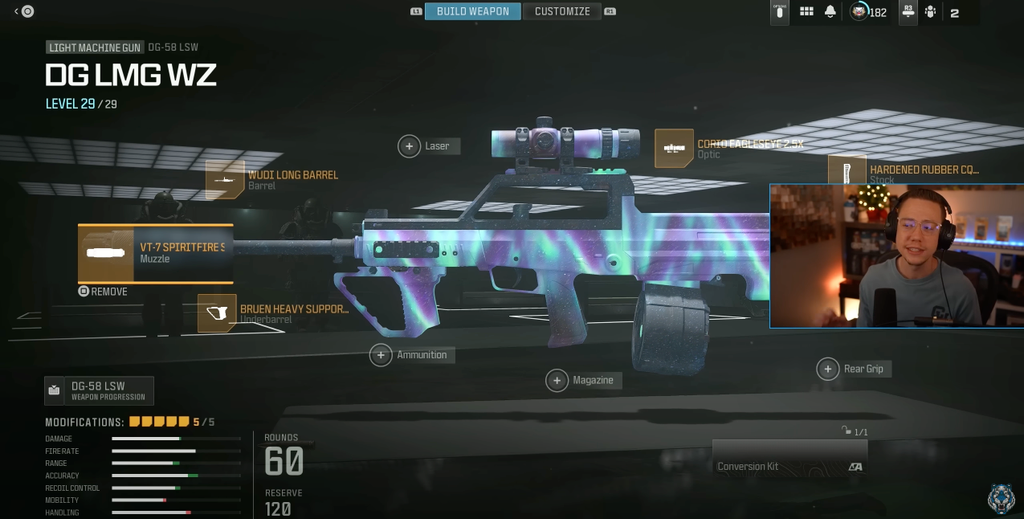 L1 BUILD WEAPON CUSTOMIZE R1
182 R3 2
LIGHT MACHINE GUN DG-58 LSW
DG LMG WZ
LEVEL 29 / 29
Laser
CORIO EAGLESEYE 2.5X
Optic
HARDENED RUBBER CQ...
Stock
WUDI LONG BARREL
Barrel
VT-7 SPIRITFIRE S
Muzzle
REMOVE
BRUEN HEAVY SUPPOR...
Underbarrel
Ammunition
Magazine
Rear Grip
DG-58 LSW
WEAPON PROGRESSION
MODIFICATIONS: 5 / 5
DAMAGE
FIRE RATE
RANGE
ACCURACY
RECOIL CONTROL
MOBILITY
HANDLING
ROUNDS
60
RESERVE
120
1/1
Conversion Kit